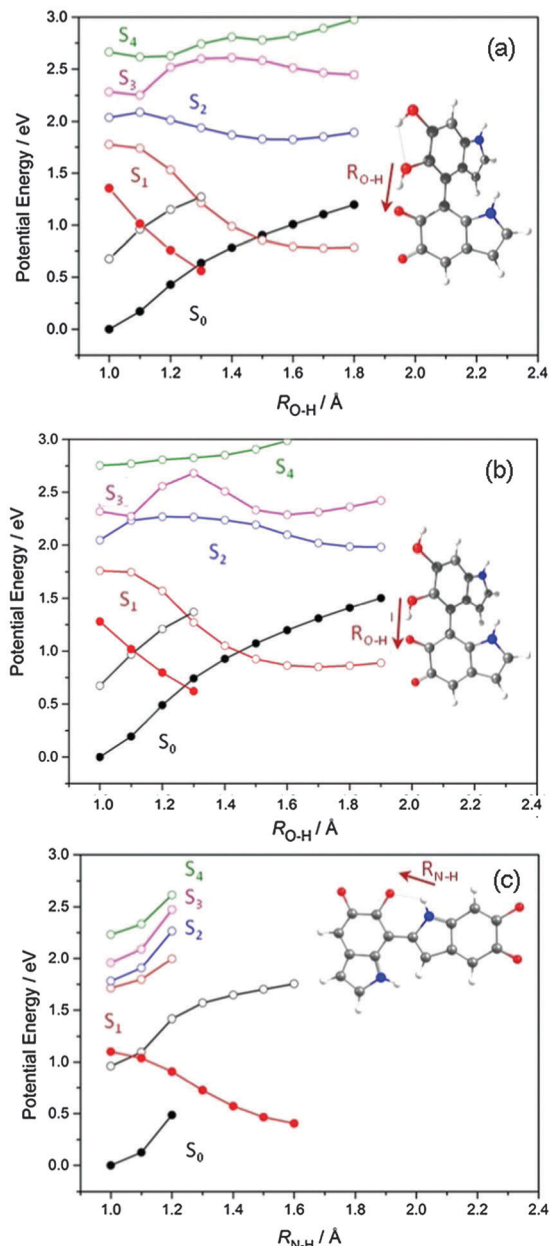 (a)
Potential Energy / eV
3.0
2.5
2.0
1.5
1.0
0.5
0.0
S4
S3
S2
S1
S0
RO-H
1.0 1.2 1.4 1.6 1.8 2.0 2.2 2.4
RO-H / Å
(b)
Potential Energy / eV
3.0
2.5
2.0
1.5
1.0
0.5
0.0
S4
S3
S2
S1
S0
RO-H
1.0 1.2 1.4 1.6 1.8 2.0 2.2 2.4
RO-H / Å
(c)
Potential Energy / eV
3.0
2.5
2.0
1.5
1.0
0.5
0.0
S4
S3
S2
S1
S0
RN-H
1.0 1.2 1.4 1.6 1.8 2.0 2.2 2.4
RN-H / Å